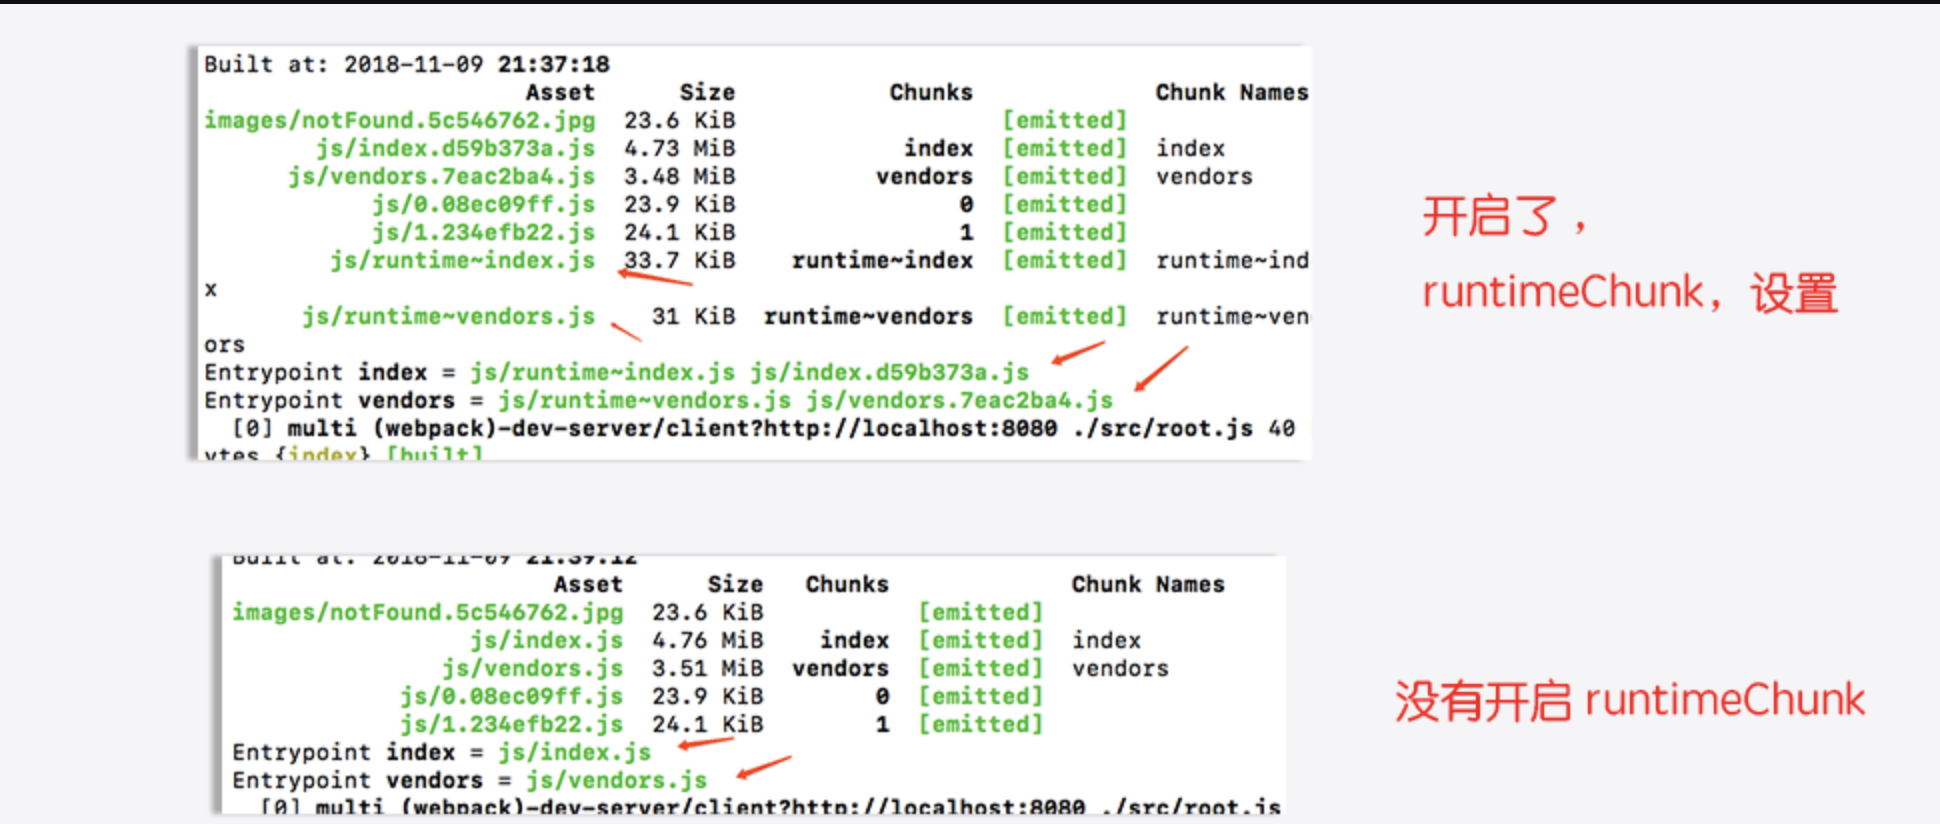 Built at: 2018-11-09 21:37:18
Asset Size Chunks Chunk Names
images/notFound.5c546762.jpg 23.6 KiB [emitted]
js/index.d59b373a.js 4.73 MiB index [emitted] index
js/vendors.7eac2ba4.js 3.48 MiB vendors [emitted] vendors
js/0.08ec09ff.js 23.9 KiB 0 [emitted]
js/1.234efb22.js 24.1 KiB 1 [emitted]
js/runtime~index.js 33.7 KiB runtime~index [emitted] runtime~ind
x
js/runtime~vendors.js 31 KiB runtime~vendors [emitted] runtime~ven
ors
Entrypoint index = js/runtime~index.js js/index.d59b373a.js
Entrypoint vendors = js/runtime~vendors.js js/vendors.7eac2ba4.js
[0] multi (webpack)-dev-server/client?http://localhost:8080 ./src/root.js 40
ytes {index} [built]
开启了，
runtimeChunk，设置
Built at: 2018-11-09 21:39:12
Asset Size Chunks Chunk Names
images/notFound.5c546762.jpg 23.6 KiB [emitted]
js/index.js 4.76 MiB index [emitted] index
js/vendors.js 3.51 MiB vendors [emitted] vendors
js/0.08ec09ff.js 23.9 KiB 0 [emitted]
js/1.234efb22.js 24.1 KiB 1 [emitted]
Entrypoint index = js/index.js
Entrypoint vendors = js/vendors.js
[0] multi (webpack)-dev-server/client?http://localhost:8080 ./src/root.js
没有开启 runtimeChunk